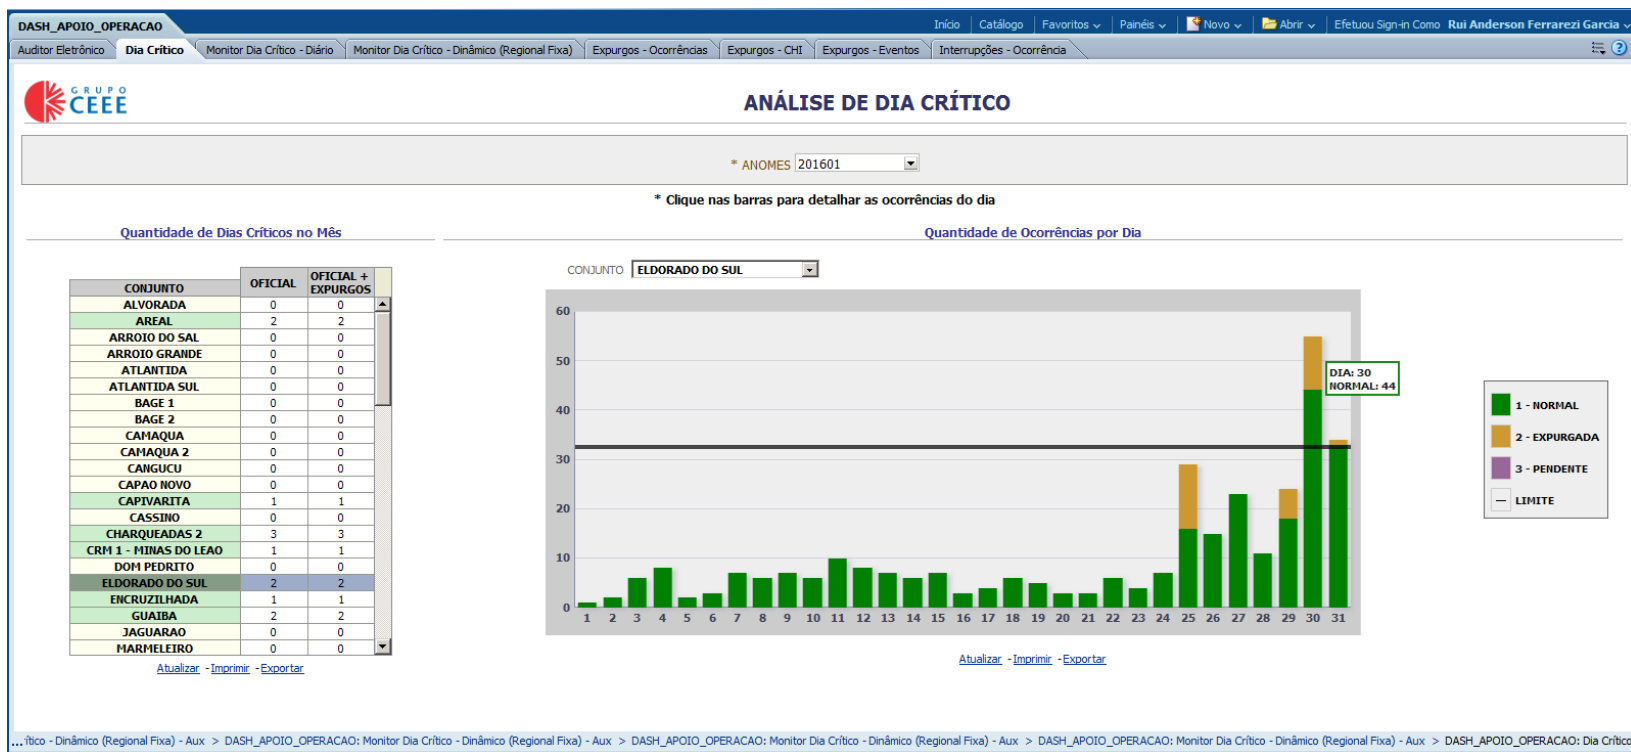 DASH_APOIO_OPERACAO
Início Catálogo Favoritos Painéis Novo Abrir Efetuou Sign-in Como Rui Anderson Ferrarezi Garcia
Auditor Eletrônico Dia Crítico Monitor Dia Crítico - Diário Monitor Dia Crítico - Dinâmico (Regional Fixa) Expurgos - Ocorrências Expurgos - CHI Expurgos - Eventos Interrupções - Ocorrência
GRUPO
CEEE
ANÁLISE DE DIA CRÍTICO
* ANOMES 201601
* Clique nas barras para detalhar as ocorrências do dia
Quantidade de Dias Críticos no Mês
CONJUNTO OFICIAL OFICIAL + EXPURGOS
ALVORADA 0 0
AREAL 2 2
ARROIO DO SAL 0 0
ARROIO GRANDE 0 0
ATLANTIDA 0 0
ATLANTIDA SUL 0 0
BAGE 1 0 0
BAGE 2 0 0
CAMAQUA 0 0
CAMAQUA 2 0 0
CANGUCU 0 0
CAPAO NOVO 0 0
CAPIVARITA 1 1
CASSINO 0 0
CHARQUEADAS 2 3 3
CRM 1 - MINAS DO LEAO 1 1
DOM PEDRITO 0 0
ELDORADO DO SUL 2 2
ENCRUZILHADA 1 1
GUAIBA 2 2
JAGUARAO 0 0
MARMELEIRO 0 0
Atualizar - Imprimir - Exportar
Quantidade de Ocorrências por Dia
CONJUNTO ELDORADO DO SUL
60
50
40
30
20
10
0
DIA: 30
NORMAL: 44
1 2 3 4 5 6 7 8 9 10 11 12 13 14 15 16 17 18 19 20 21 22 23 24 25 26 27 28 29 30 31
1 - NORMAL
2 - EXPURGADA
3 - PENDENTE
LIMITE
Atualizar - Imprimir - Exportar
... ítico - Dinâmico (Regional Fixa) - Aux > DASH_APOIO_OPERACAO: Monitor Dia Crítico - Dinâmico (Regional Fixa) - Aux > DASH_APOIO_OPERACAO: Monitor Dia Crítico - Dinâmico (Regional Fixa) - Aux > DASH_APOIO_OPERACAO: Monitor Dia Crítico - Dinâmico (Regional Fixa) - Aux > DASH_APOIO_OPERACAO: Dia Crítico